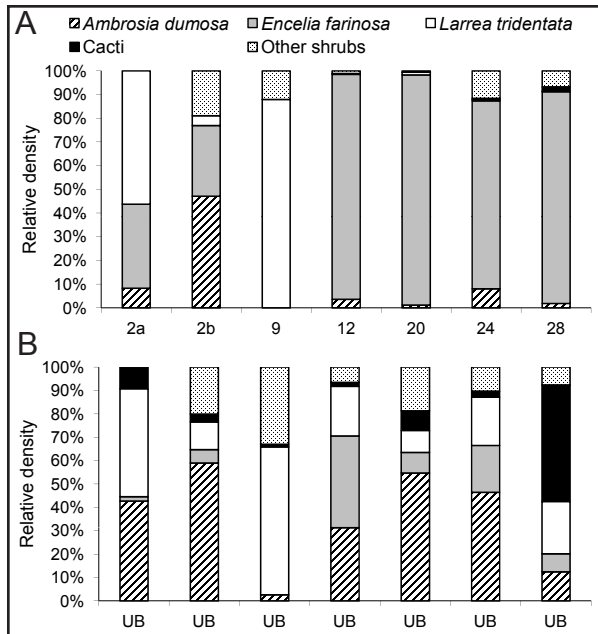 Ambrosia dumosa Encelia farinosa Larrea tridentata
Cacti Other shrubs
A
100%
90%
80%
70%
60%
50%
40%
30%
20%
10%
0%
Relative density
2a 2b 9 12 20 24 28
B
100%
90%
80%
70%
60%
50%
40%
30%
20%
10%
0%
Relative density
UB UB UB UB UB UB UB